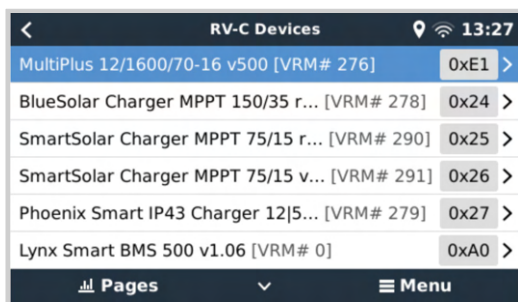 RV-C Devices 13:27
MultiPlus 12/1600/70-16 v500 [VRM# 276] 0xE1
BlueSolar Charger MPPT 150/35 r... [VRM# 278] 0x24
SmartSolar Charger MPPT 75/15 r... [VRM# 290] 0x25
SmartSolar Charger MPPT 75/15 v... [VRM# 291] 0x26
Phoenix Smart IP43 Charger 12|5... [VRM# 279] 0x27
Lynx Smart BMS 500 v1.06 [VRM# 0] 0xA0
Pages Menu